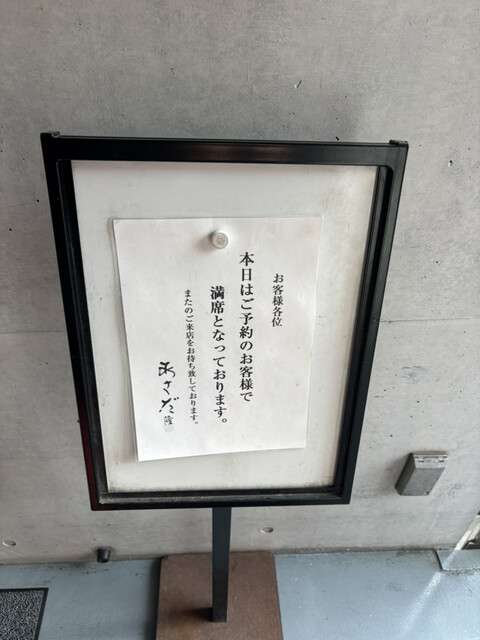 お客様各位
本日はご予約のお客様で
満席となっております。
またのご来店をお待ち致しております。
あさだ